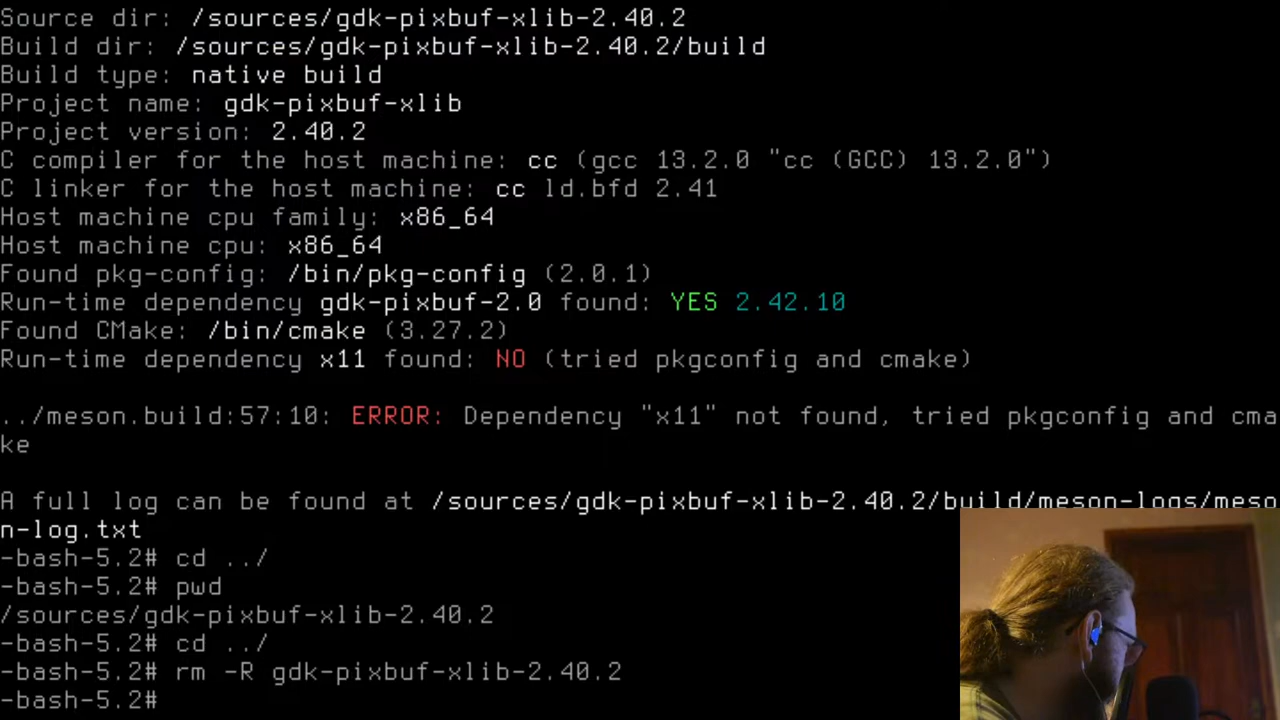 Source dir: /sources/gdk-pixbuf-xlib-2.40.2
Build dir: /sources/gdk-pixbuf-xlib-2.40.2/build
Build type: native build
Project name: gdk-pixbuf-xlib
Project version: 2.40.2
C compiler for the host machine: cc (gcc 13.2.0 "cc (GCC) 13.2.0")
C linker for the host machine: cc ld.bfd 2.41
Host machine cpu family: x86_64
Host machine cpu: x86_64
Found pkg-config: /bin/pkg-config (2.0.1)
Run-time dependency gdk-pixbuf-2.0 found: YES 2.42.10
Found CMake: /bin/cmake (3.27.2)
Run-time dependency x11 found: NO (tried pkgconfig and cmake)
../meson.build:57:10: ERROR: Dependency "x11" not found, tried pkgconfig and cma
ke
A full log can be found at /sources/gdk-pixbuf-xlib-2.40.2/build/meson-logs/meso
n-log.txt
-bash-5.2# cd ../
-bash-5.2# pwd
/sources/gdk-pixbuf-xlib-2.40.2
-bash-5.2# cd ../
-bash-5.2# rm -R gdk-pixbuf-xlib-2.40.2
-bash-5.2#